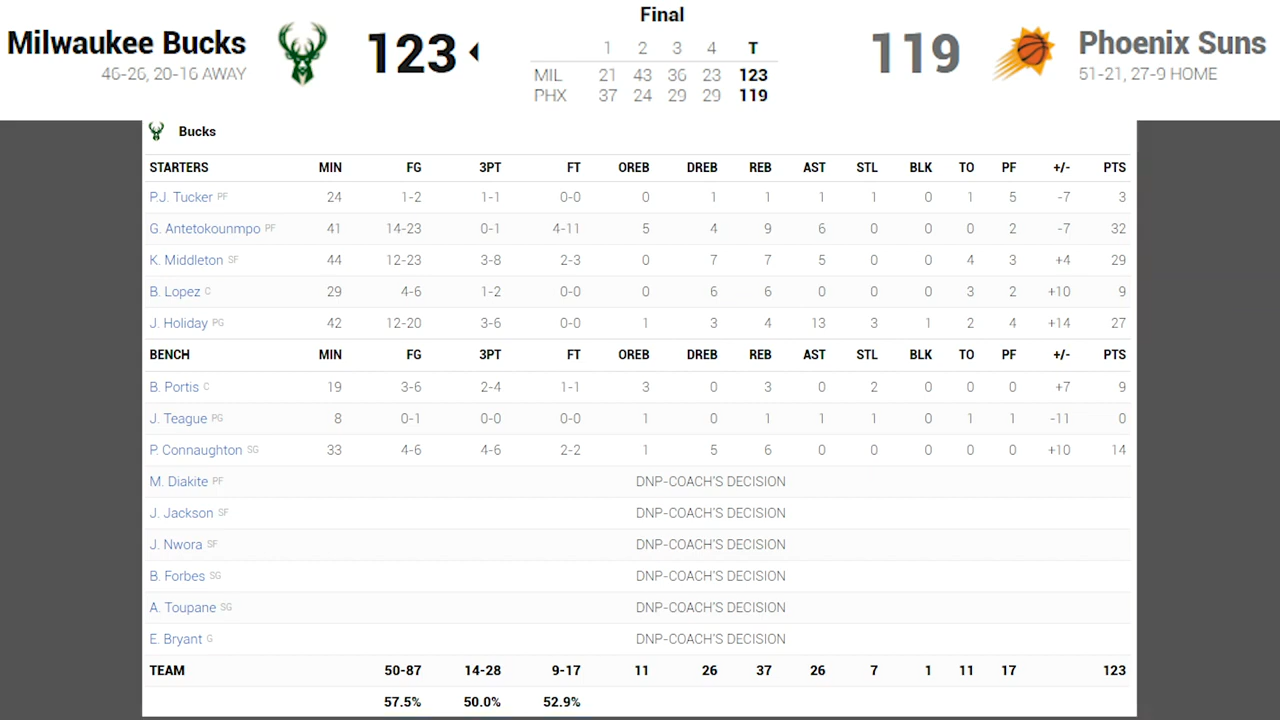 Final
Milwaukee Bucks
46-26, 20-16 AWAY
123
1 2 3 4 T
MIL 21 43 36 23 123
PHX 37 24 29 29 119
119
Phoenix Suns
51-21, 27-9 HOME
Bucks
STARTERS MIN FG 3PT FT OREB DREB REB AST STL BLK TO PF +/- PTS
P.J. Tucker PF 24 1-2 1-1 0-0 0 1 1 1 1 0 1 5 -7 3
G. Antetokounmpo PF 41 14-23 0-1 4-11 5 4 9 6 0 0 0 2 -7 32
K. Middleton SF 44 12-23 3-8 2-3 0 7 7 5 0 0 4 3 +4 29
B. Lopez C 29 4-6 1-2 0-0 0 6 6 0 0 0 3 2 +10 9
J. Holiday PG 42 12-20 3-6 0-0 1 3 4 13 3 1 2 4 +14 27
BENCH MIN FG 3PT FT OREB DREB REB AST STL BLK TO PF +/- PTS
B. Portis C 19 3-6 2-4 1-1 3 0 3 0 2 0 0 0 +7 9
J. Teague PG 8 0-1 0-0 0-0 1 0 1 1 1 0 1 1 -11 0
P. Connaughton SG 33 4-6 4-6 2-2 1 5 6 0 0 0 0 0 +10 14
M. Diakite PF DNP-COACH'S DECISION
J. Jackson SF DNP-COACH'S DECISION
J. Nwora SF DNP-COACH'S DECISION
B. Forbes SG DNP-COACH'S DECISION
A. Toupane SG DNP-COACH'S DECISION
E. Bryant G DNP-COACH'S DECISION
TEAM 50-87 14-28 9-17 11 26 37 26 7 1 11 17 123
57.5% 50.0% 52.9%